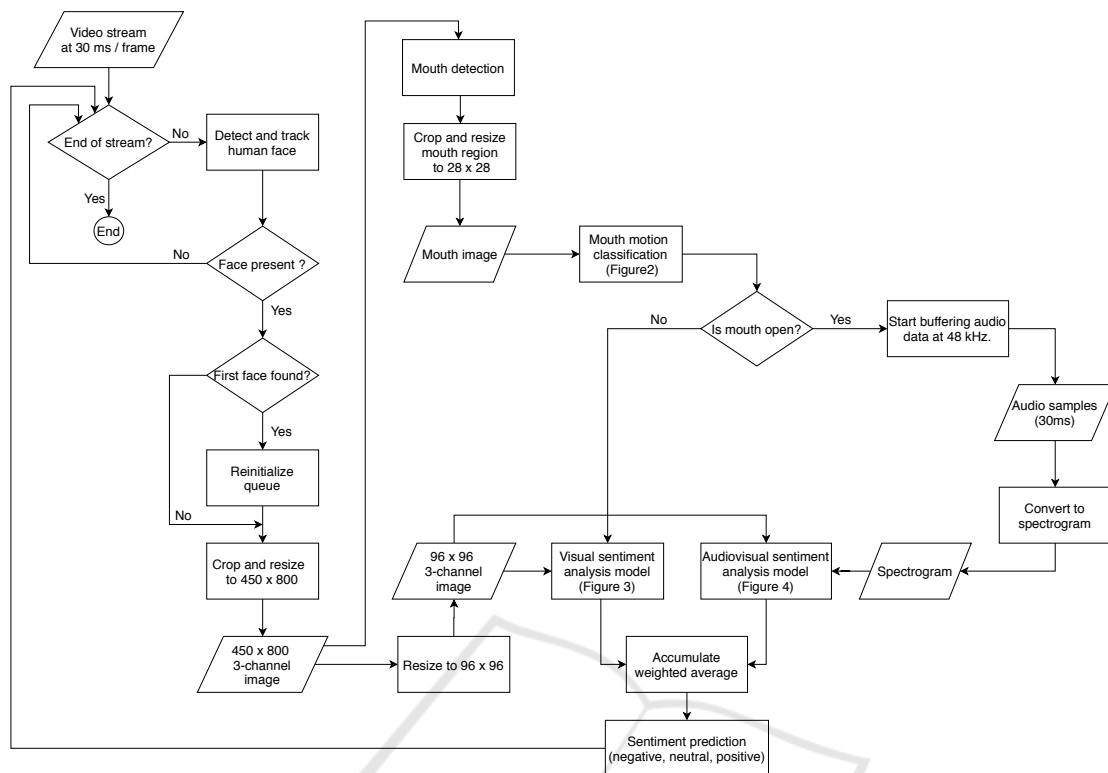 Video stream
at 30 ms / frame
End of stream?
No
Yes
End
Detect and track
human face
Face present ?
No
Yes
First face found?
Yes
No
Reinitialize
queue
Crop and resize
to 450 x 800
450 x 800
3-channel
image
Resize to 96 x 96
96 x 96
3-channel
image
Mouth detection
Crop and resize
mouth region
to 28 x 28
Mouth image
Mouth motion
classification
(Figure2)
Is mouth open?
No
Yes
Start buffering audio
data at 48 kHz.
Audio samples
(30ms)
Convert to
spectrogram
Spectrogram
Visual sentiment
analysis model
(Figure 3)
Audiovisual sentiment
analysis model
(Figure 4)
Accumulate
weighted average
Sentiment prediction
(negative, neutral, positive)